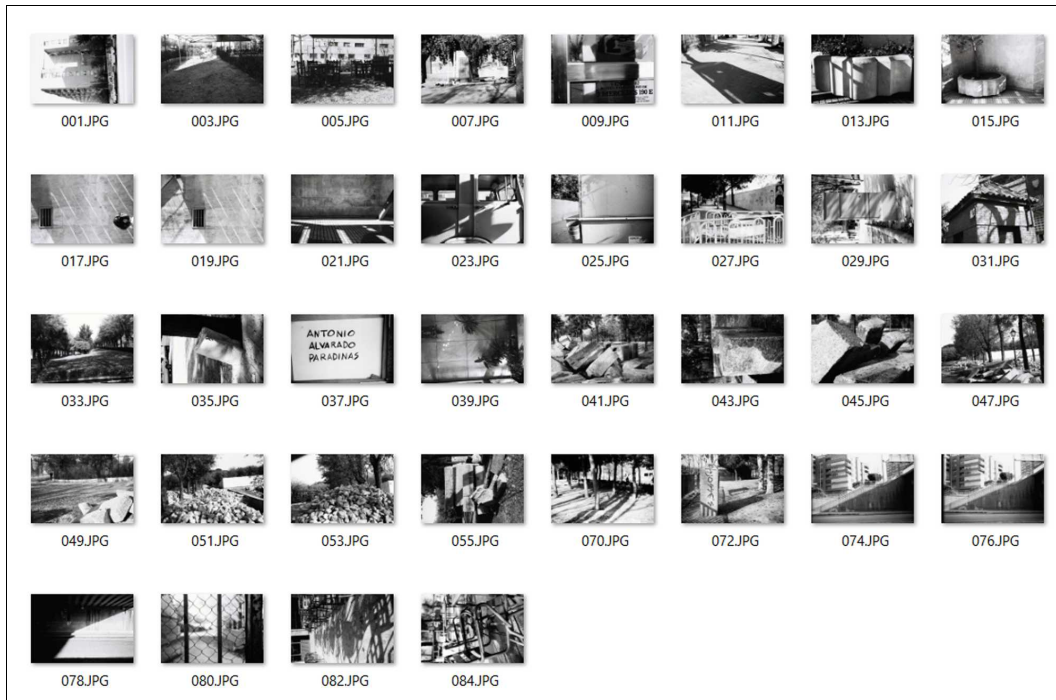 001.JPG 003.JPG 005.JPG 007.JPG 009.JPG 011.JPG 013.JPG 015.JPG
017.JPG 019.JPG 021.JPG 023.JPG 025.JPG 027.JPG 029.JPG 031.JPG
ANTONIO
ALVARADO
PARADINAS
033.JPG 035.JPG 037.JPG 039.JPG 041.JPG 043.JPG 045.JPG 047.JPG
049.JPG 051.JPG 053.JPG 055.JPG 070.JPG 072.JPG 074.JPG 076.JPG
078.JPG 080.JPG 082.JPG 084.JPG